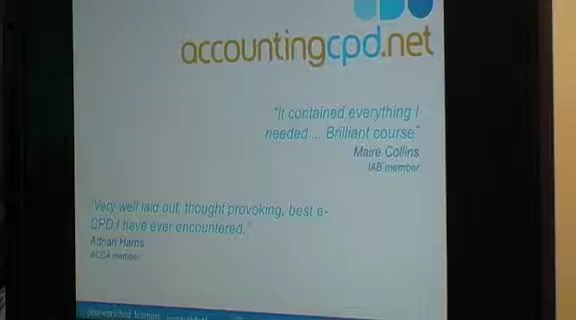 accountingcpd.net
"It contained everything I
needed ... Brilliant course"
Maire Collins
IAB member
"Very well laid out, thought provoking, best e-
CPD I have ever encountered."
Adrian Harris
ACCA member